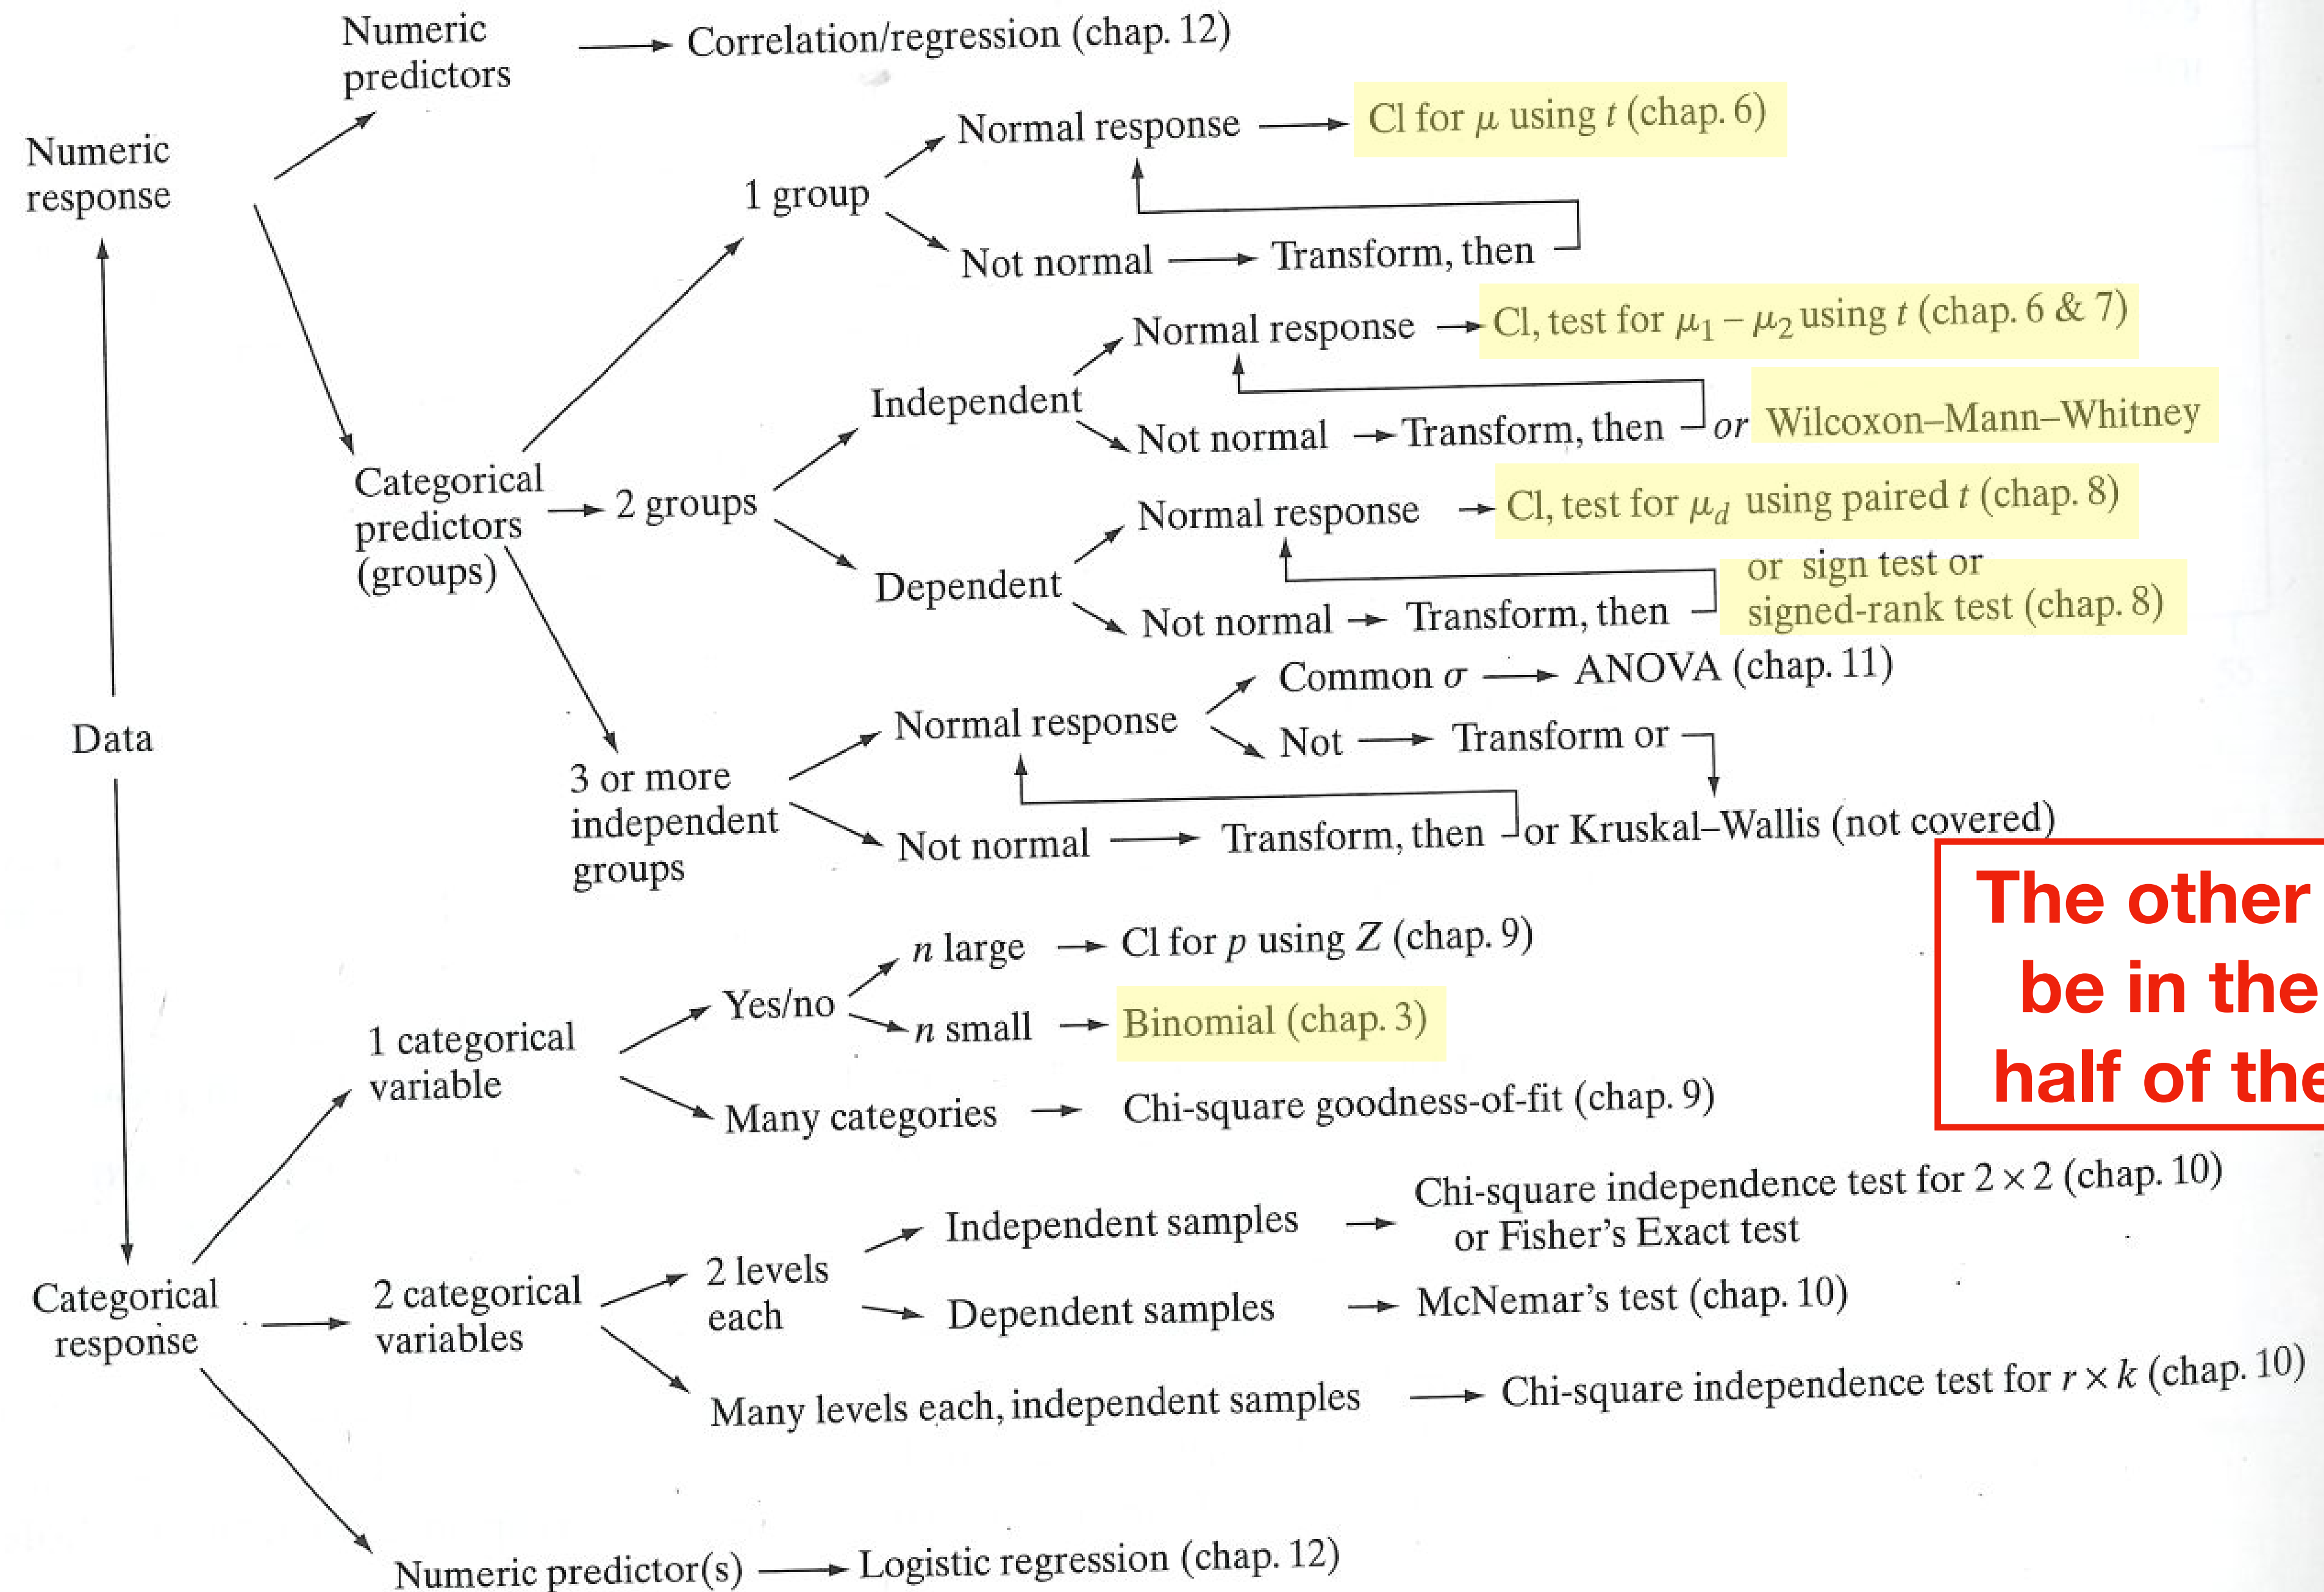 Numeric
predictors
Correlation/regression (chap. 12)
Numeric
response
1 group
Normal response
CI for μ using t (chap. 6)
Not normal
Transform, then
Categorical
predictors
(groups)
2 groups
Independent
Normal response
CI, test for μ1 – μ2 using t (chap. 6 & 7)
Not normal
Transform, then
or Wilcoxon–Mann–Whitney
Dependent
Normal response
CI, test for μd using paired t (chap. 8)
Not normal
Transform, then
or sign test or
signed-rank test (chap. 8)
3 or more
independent
groups
Normal response
Common σ
ANOVA (chap. 11)
Not
Transform or
Not normal
Transform, then
or Kruskal–Wallis (not covered)
Data
The other
be in the
half of the
1 categorical
variable
Yes/no
n large
CI for p using Z (chap. 9)
n small
Binomial (chap. 3)
Many categories
Chi-square goodness-of-fit (chap. 9)
Categorical
response
2 categorical
variables
2 levels
each
Independent samples
Chi-square independence test for 2 × 2 (chap. 10)
or Fisher's Exact test
Dependent samples
McNemar's test (chap. 10)
Many levels each, independent samples
Chi-square independence test for r × k (chap. 10)
Numeric predictor(s)
Logistic regression (chap. 12)